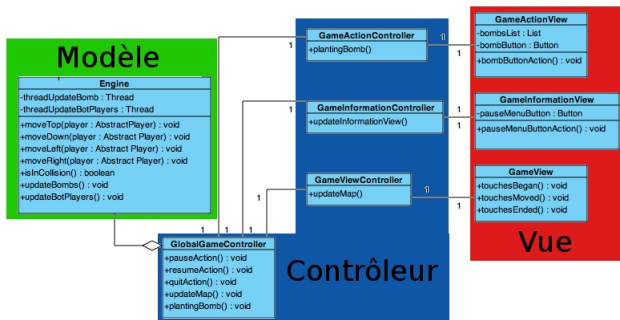 Modèle
Engine
-threadUpdateBomb : Thread
-threadUpdateBotPlayers : Thread
+moveTop(player : AbstractPlayer) : void
+moveDown(player : Abstract Player) : void
+moveLeft(player : Abstract Player) : void
+moveRight(player : Abstract Player) : void
+isInCollision() : boolean
+updateBombs() : void
+updateBotPlayers() : void
GameActionController
+plantingBomb()
1
1
1
GameInformationController
+updateInformationView()
1
1
1
GameViewController
+updateMap()
1
1
1
1
1
1
GlobalGameController
+pauseAction() : void
+resumeAction() : void
+quitAction() : void
+updateMap() : void
+plantingBomb() : void
Contrôleur
GameActionView
-bombsList : List
-bombButton : Button
+bombButtonAction() : void
GameInformationView
-pauseMenuButton : Button
+pauseMenuButtonAction() : void
GameView
+touchesBegan() : void
+touchesMoved() : void
+touchesEnded() : void
Vue